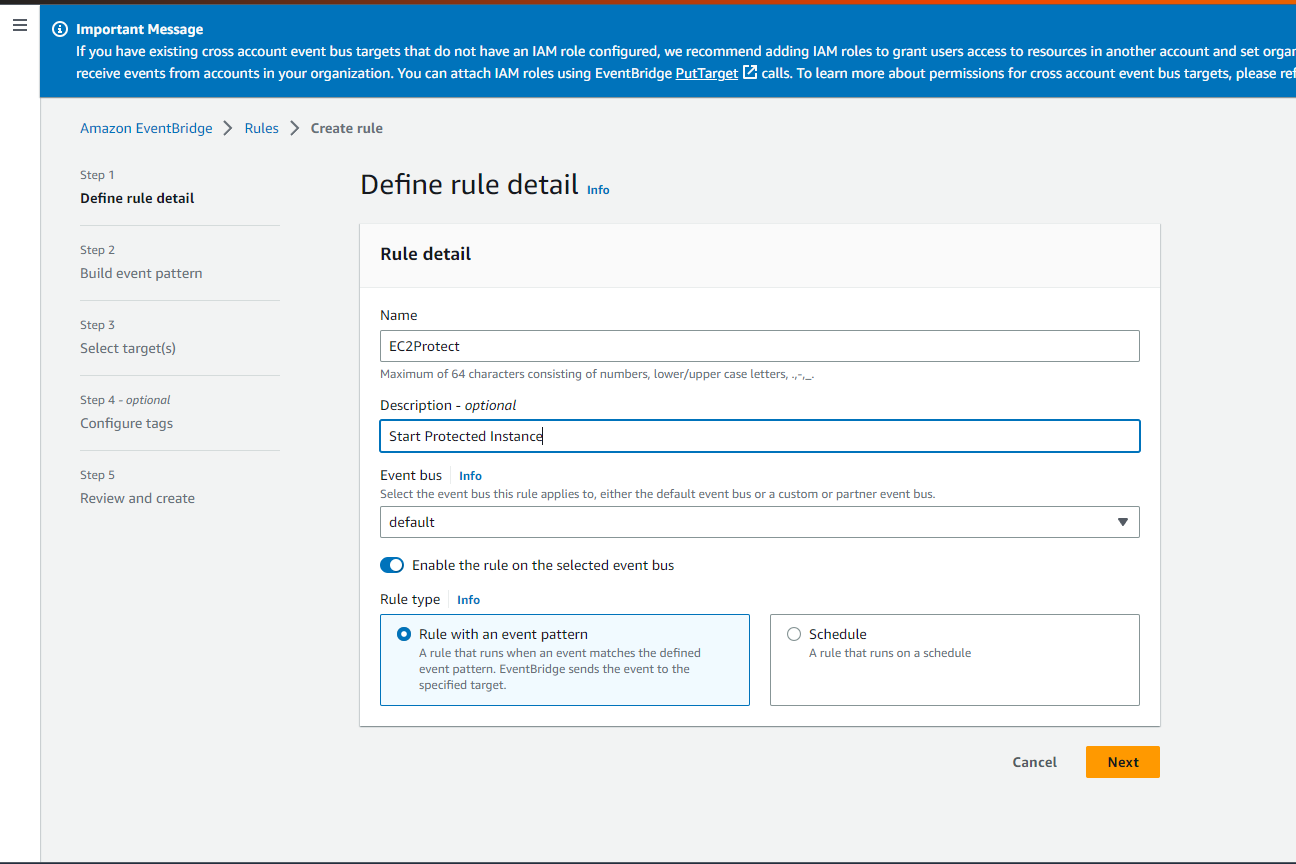 Important Message
If you have existing cross account event bus targets that do not have an IAM role configured, we recommend adding IAM roles to grant users access to resources in another account and set
receive events from accounts in your organization. You can attach IAM roles using EventBridge PutTarget calls. To learn more about permissions for cross account event bus targets, please
Amazon EventBridge > Rules > Create rule
Step 1
Define rule detail
Step 2
Build event pattern
Step 3
Select target(s)
Step 4 - optional
Configure tags
Step 5
Review and create
Define rule detail Info
Rule detail
Name
EC2Protect
Maximum of 64 characters consisting of numbers, lower/upper case letters, .,-,_.
Description - optional
Start Protected Instance
Event bus Info
Select the event bus this rule applies to, either the default event bus or a custom or partner event bus.
default
Enable the rule on the selected event bus
Rule type Info
Rule with an event pattern
A rule that runs when an event matches the defined
event pattern. EventBridge sends the event to the
specified target.
Schedule
A rule that runs on a schedule
Cancel Next